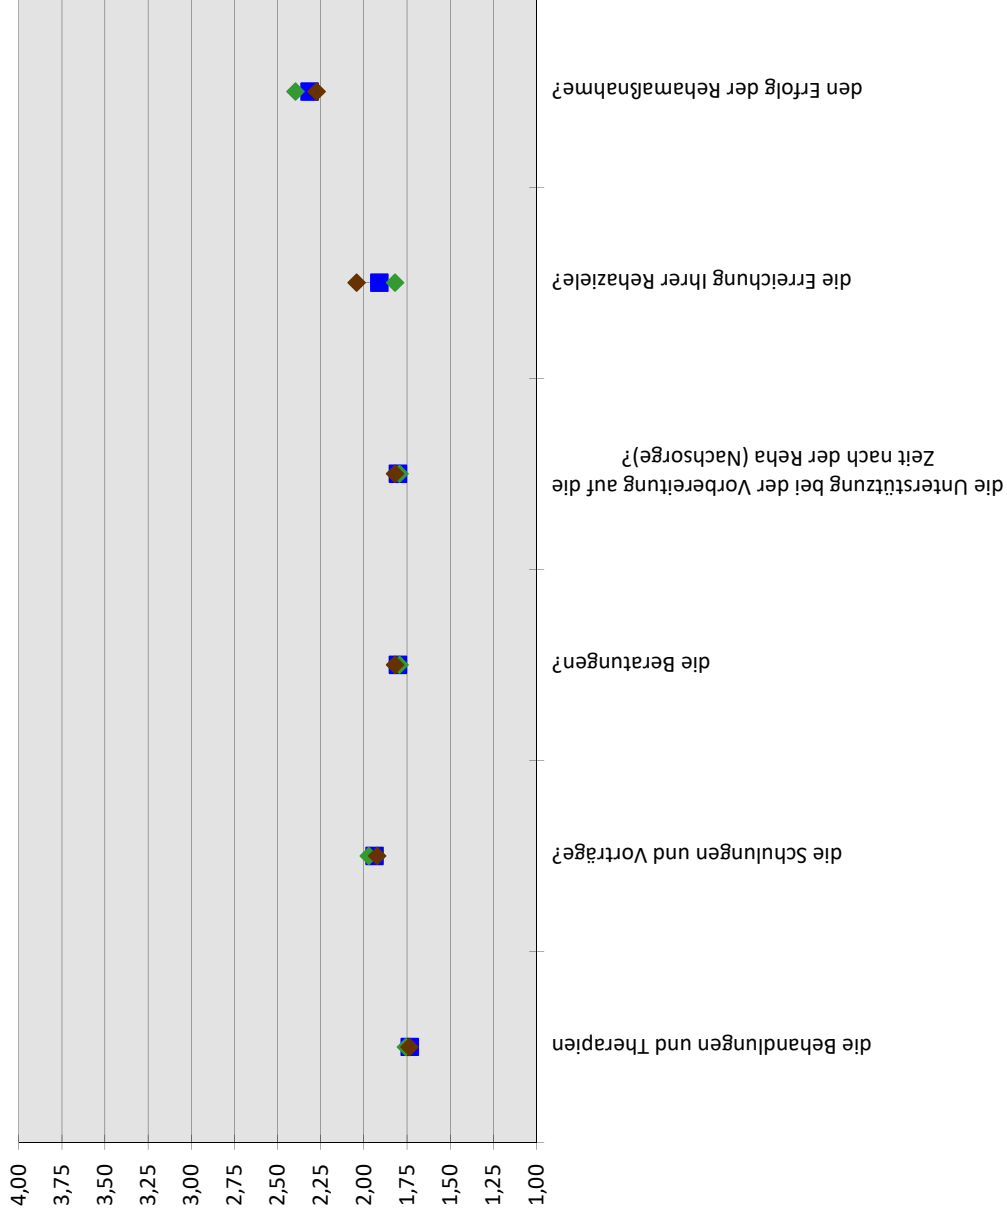 die Behandlungen und Therapien
die Schulungen und Vorträge?
die Beratungen?
die Unterstützung bei der Vorbereitung auf die
Zeit nach der Reha (Nachsorge)?
die Erreichung Ihrer Rehaziele?
den Erfolg der Rehamaßnahme?
1,00
1,25
1,50
1,75
2,00
2,25
2,50
2,75
3,00
3,25
3,50
3,75
4,00